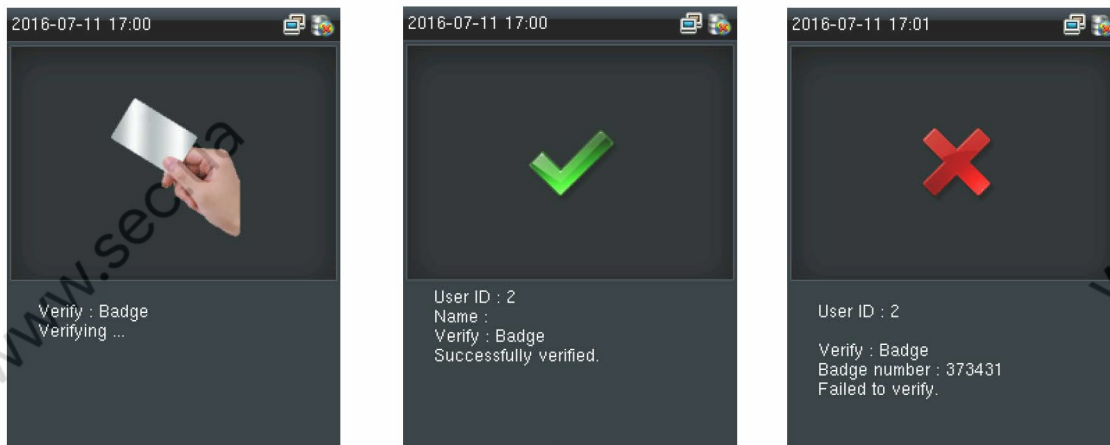 2016-07-11 17:00
Verify : Badge
Verifying ...
2016-07-11 17:00
User ID : 2
Name :
Verify : Badge
Successfully verified.
2016-07-11 17:01
User ID : 2
Verify : Badge
Badge number : 373431
Failed to verify.